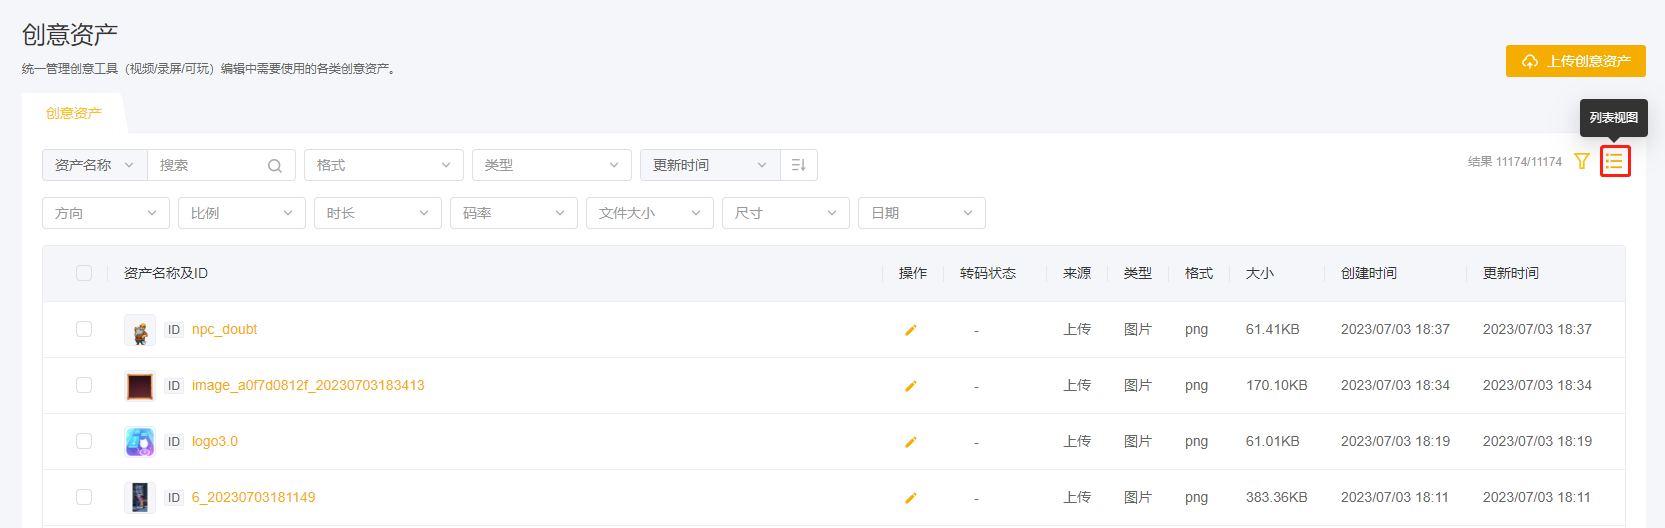 创意资产
统一管理创意工具（视频/录屏/可玩）编辑中需要使用的各类创意资产。
上传创意资产
创意资产
列表视图
资产名称 搜索 格式 类型 更新时间 结果 11174/11174
方向 比例 时长 码率 文件大小 尺寸 日期
资产名称及ID 操作 转码状态 来源 类型 格式 大小 创建时间 更新时间
ID npc_doubt - 上传 图片 png 61.41KB 2023/07/03 18:37 2023/07/03 18:37
ID image_a0f7d0812f_20230703183413 - 上传 图片 png 170.10KB 2023/07/03 18:34 2023/07/03 18:34
ID logo3.0 - 上传 图片 png 61.01KB 2023/07/03 18:19 2023/07/03 18:19
ID 6_20230703181149 - 上传 图片 png 383.36KB 2023/07/03 18:11 2023/07/03 18:11